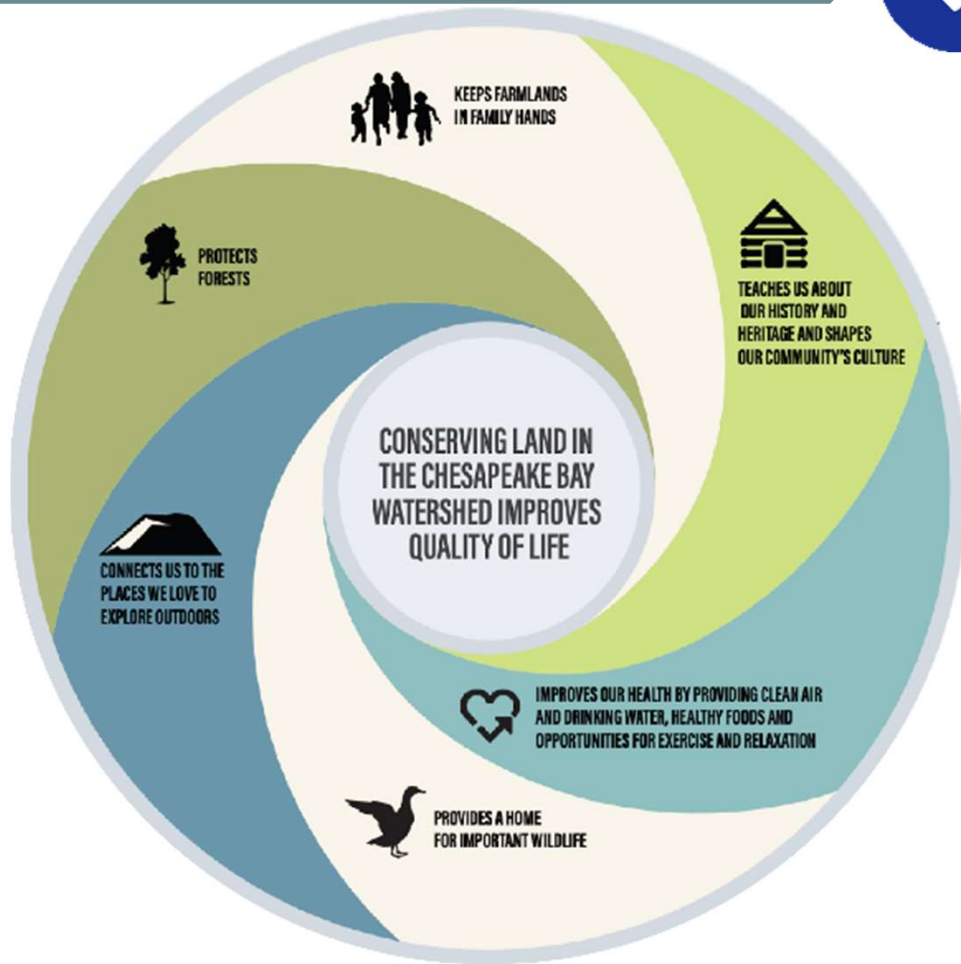 KEEPS FARMLANDS
IN FAMILY HANDS
TEACHES US ABOUT
OUR HISTORY AND
HERITAGE AND SHAPES
OUR COMMUNITY'S CULTURE
IMPROVES OUR HEALTH BY PROVIDING CLEAN AIR
AND DRINKING WATER, HEALTHY FOODS AND
OPPORTUNITIES FOR EXERCISE AND RELAXATION
PROVIDES A HOME
FOR IMPORTANT WILDLIFE
CONNECTS US TO THE
PLACES WE LOVE TO
EXPLORE OUTDOORS
PROTECTS
FORESTS
CONSERVING LAND IN
THE CHESAPEAKE BAY
WATERSHED IMPROVES
QUALITY OF LIFE